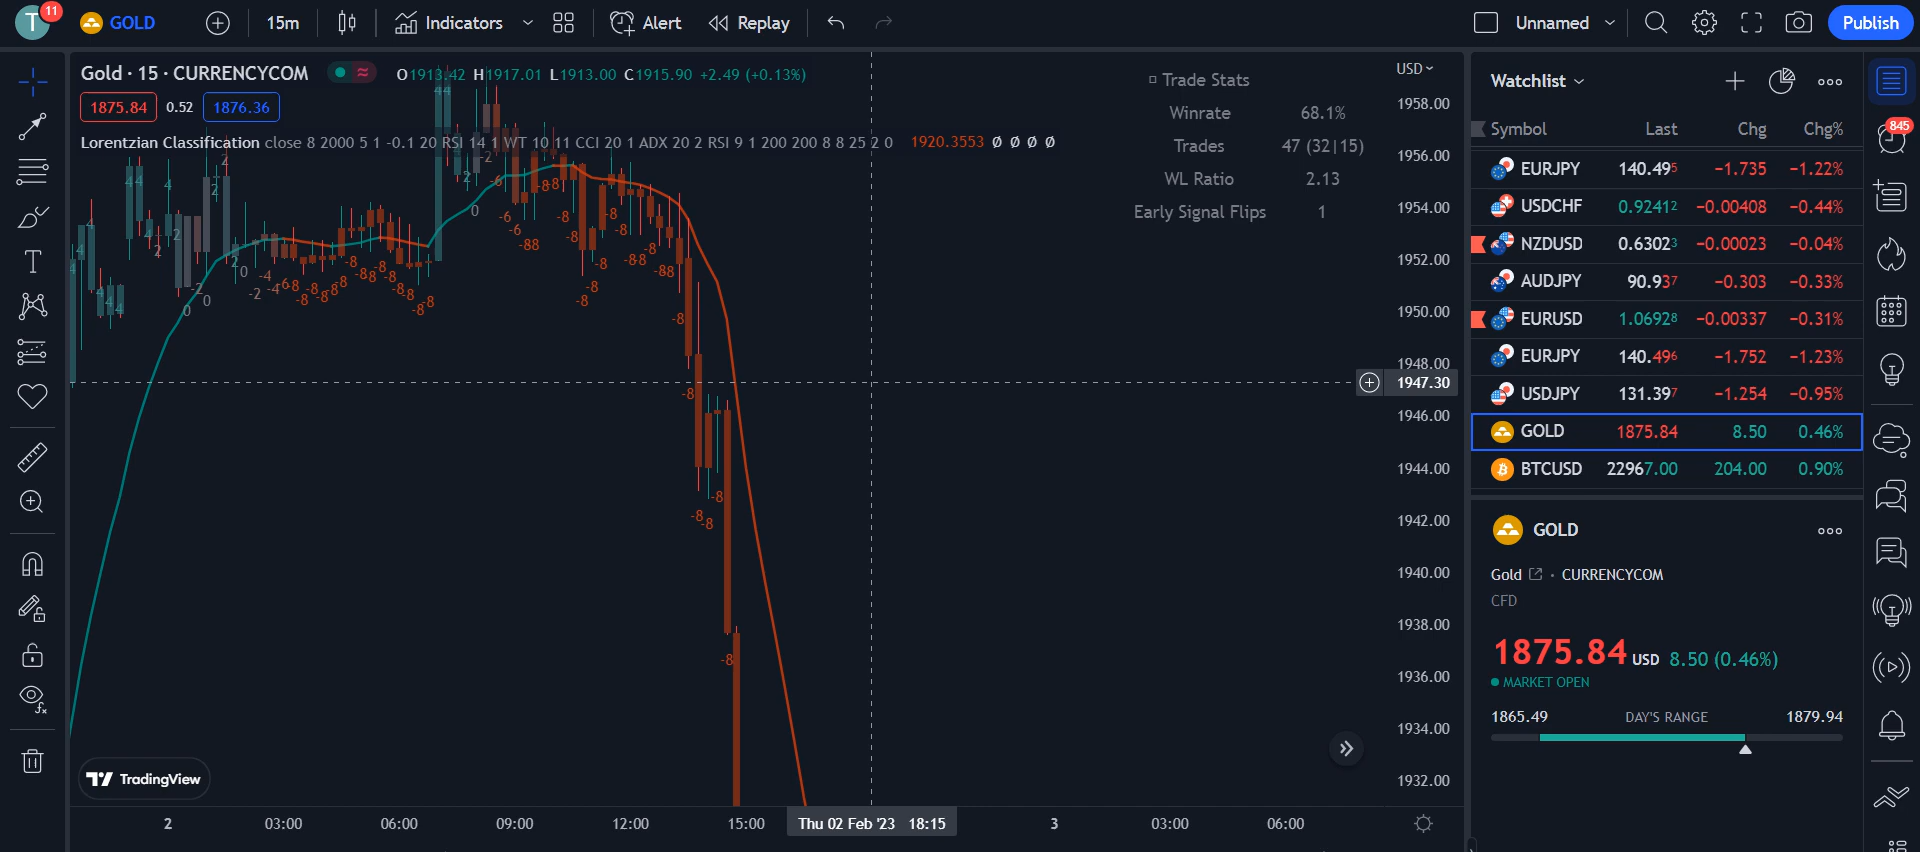 T 11 GOLD 15m Indicators Alert Replay Unnamed Publish
Gold · 15 · CURRENCYCOM O1913.42 H1917.01 L1913.00 C1915.90 +2.49 (+0.13%)
1875.84 0.52 1876.36
Lorentzian Classification close 8 2000 5 1 -0.1 20 RSI 14 1 WT 10 11 CCI 20 1 ADX 20 2 RSI 9 1 200 200 8 8 25 2 0 1920.3553 Ø Ø Ø Ø
Trade Stats
Winrate 68.1%
Trades 47 (32|15)
WL Ratio 2.13
Early Signal Flips 1
USD
1958.00
1956.00
1954.00
1952.00
1950.00
1948.00
1947.30
1946.00
1944.00
1942.00
1940.00
1938.00
1936.00
1934.00
1932.00
TradingView
2 03:00 06:00 09:00 12:00 15:00 Thu 02 Feb '23 18:15 3 03:00 06:00
Watchlist
Symbol Last Chg Chg%
EURJPY 140.495 −1.735 −1.22%
USDCHF 0.92412 −0.00408 −0.44%
NZDUSD 0.63023 −0.00023 −0.04%
AUDJPY 90.937 −0.303 −0.33%
EURUSD 1.06928 −0.00337 −0.31%
EURJPY 140.496 −1.752 −1.23%
USDJPY 131.397 −1.254 −0.95%
GOLD 1875.84 8.50 0.46%
BTCUSD 22967.00 204.00 0.90%
GOLD
Gold · CURRENCYCOM
CFD
1875.84 USD 8.50 (0.46%)
MARKET OPEN
1865.49 DAY'S RANGE 1879.94
845